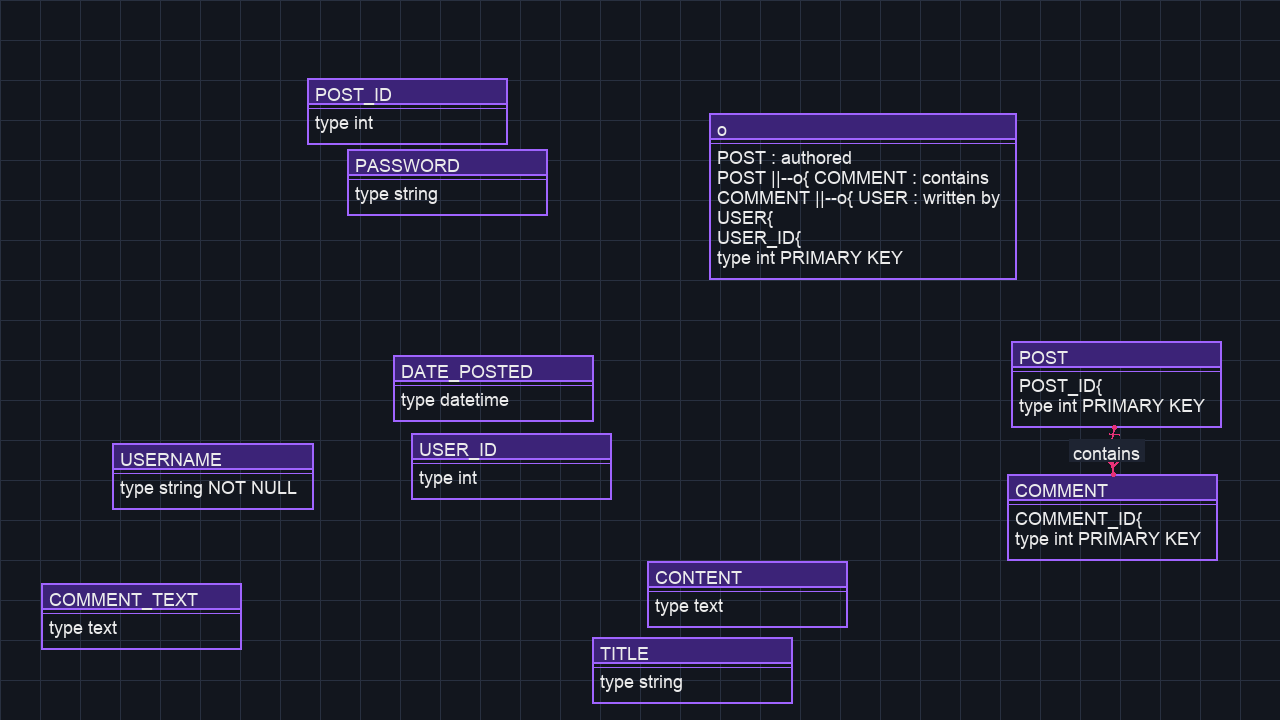 POST_ID
type int
PASSWORD
type string
o
POST : authored
POST ||--o{ COMMENT : contains
COMMENT ||--o{ USER : written by
USER{
USER_ID{
type int PRIMARY KEY
DATE_POSTED
type datetime
USER_ID
type int
USERNAME
type string NOT NULL
POST
POST_ID{
type int PRIMARY KEY
contains
COMMENT
COMMENT_ID{
type int PRIMARY KEY
COMMENT_TEXT
type text
CONTENT
type text
TITLE
type string